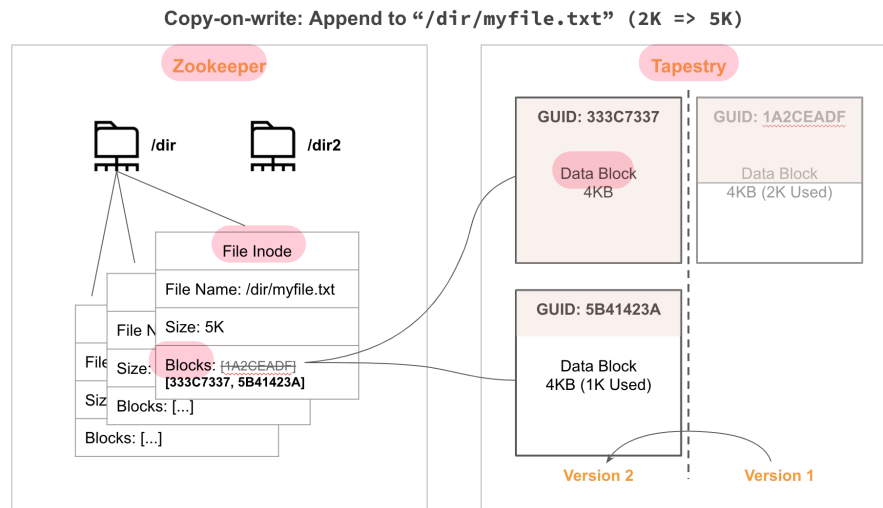 Copy-on-write: Append to “/dir/myfile.txt” (2K => 5K)
Zookeeper
/dir
/dir2
File Inode
File Name: /dir/myfile.txt
Size: 5K
Blocks: [1A2CEADF]
[333C7337, 5B41423A]
File N
Size:
Blocks: [...]
File
Siz
Blocks: [...]
Tapestry
GUID: 333C7337
Data Block
4KB
GUID: 1A2CEADF
Data Block
4KB (2K Used)
GUID: 5B41423A
Data Block
4KB (1K Used)
Version 2
Version 1